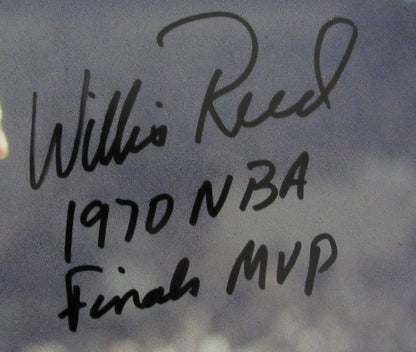 Willis Reed
1970 NBA
Finals MVP